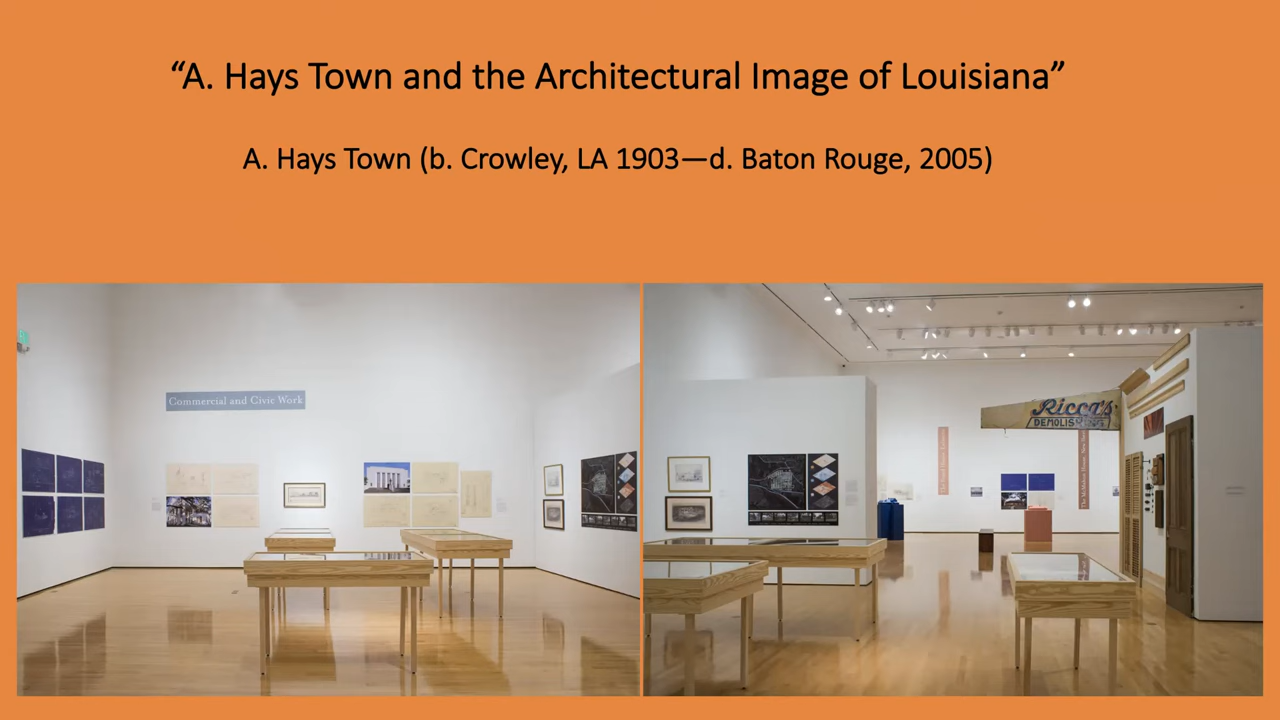 “A. Hays Town and the Architectural Image of Louisiana”
A. Hays Town (b. Crowley, LA 1903—d. Baton Rouge, 2005)
Commercial and Civic Work
Ricca's
DEMOLISHING